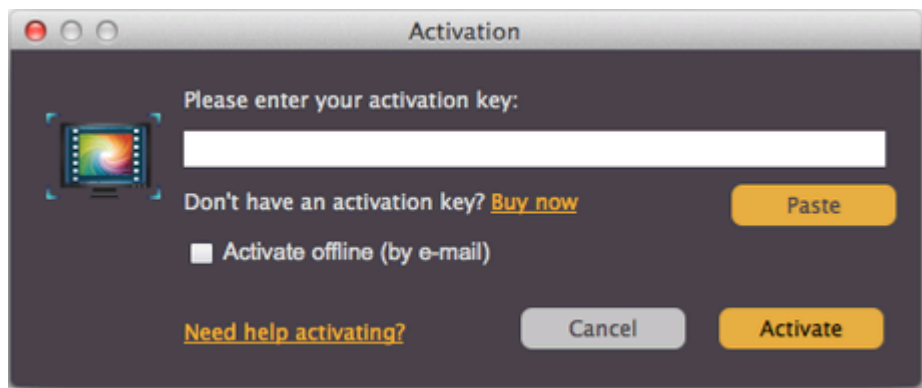 Activation
Please enter your activation key:
Don't have an activation key? Buy now
Paste
Activate offline (by e-mail)
Need help activating?
Cancel
Activate